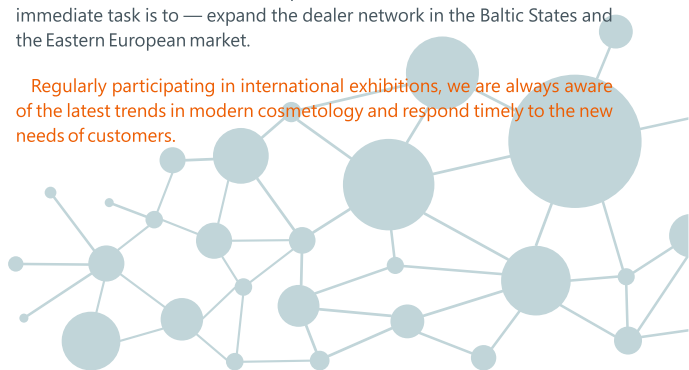 immediate task is to — expand the dealer network in the Baltic States and
the Eastern European market.
Regularly participating in international exhibitions, we are always aware
of the latest trends in modern cosmetology and respond timely to the new
needs of customers.